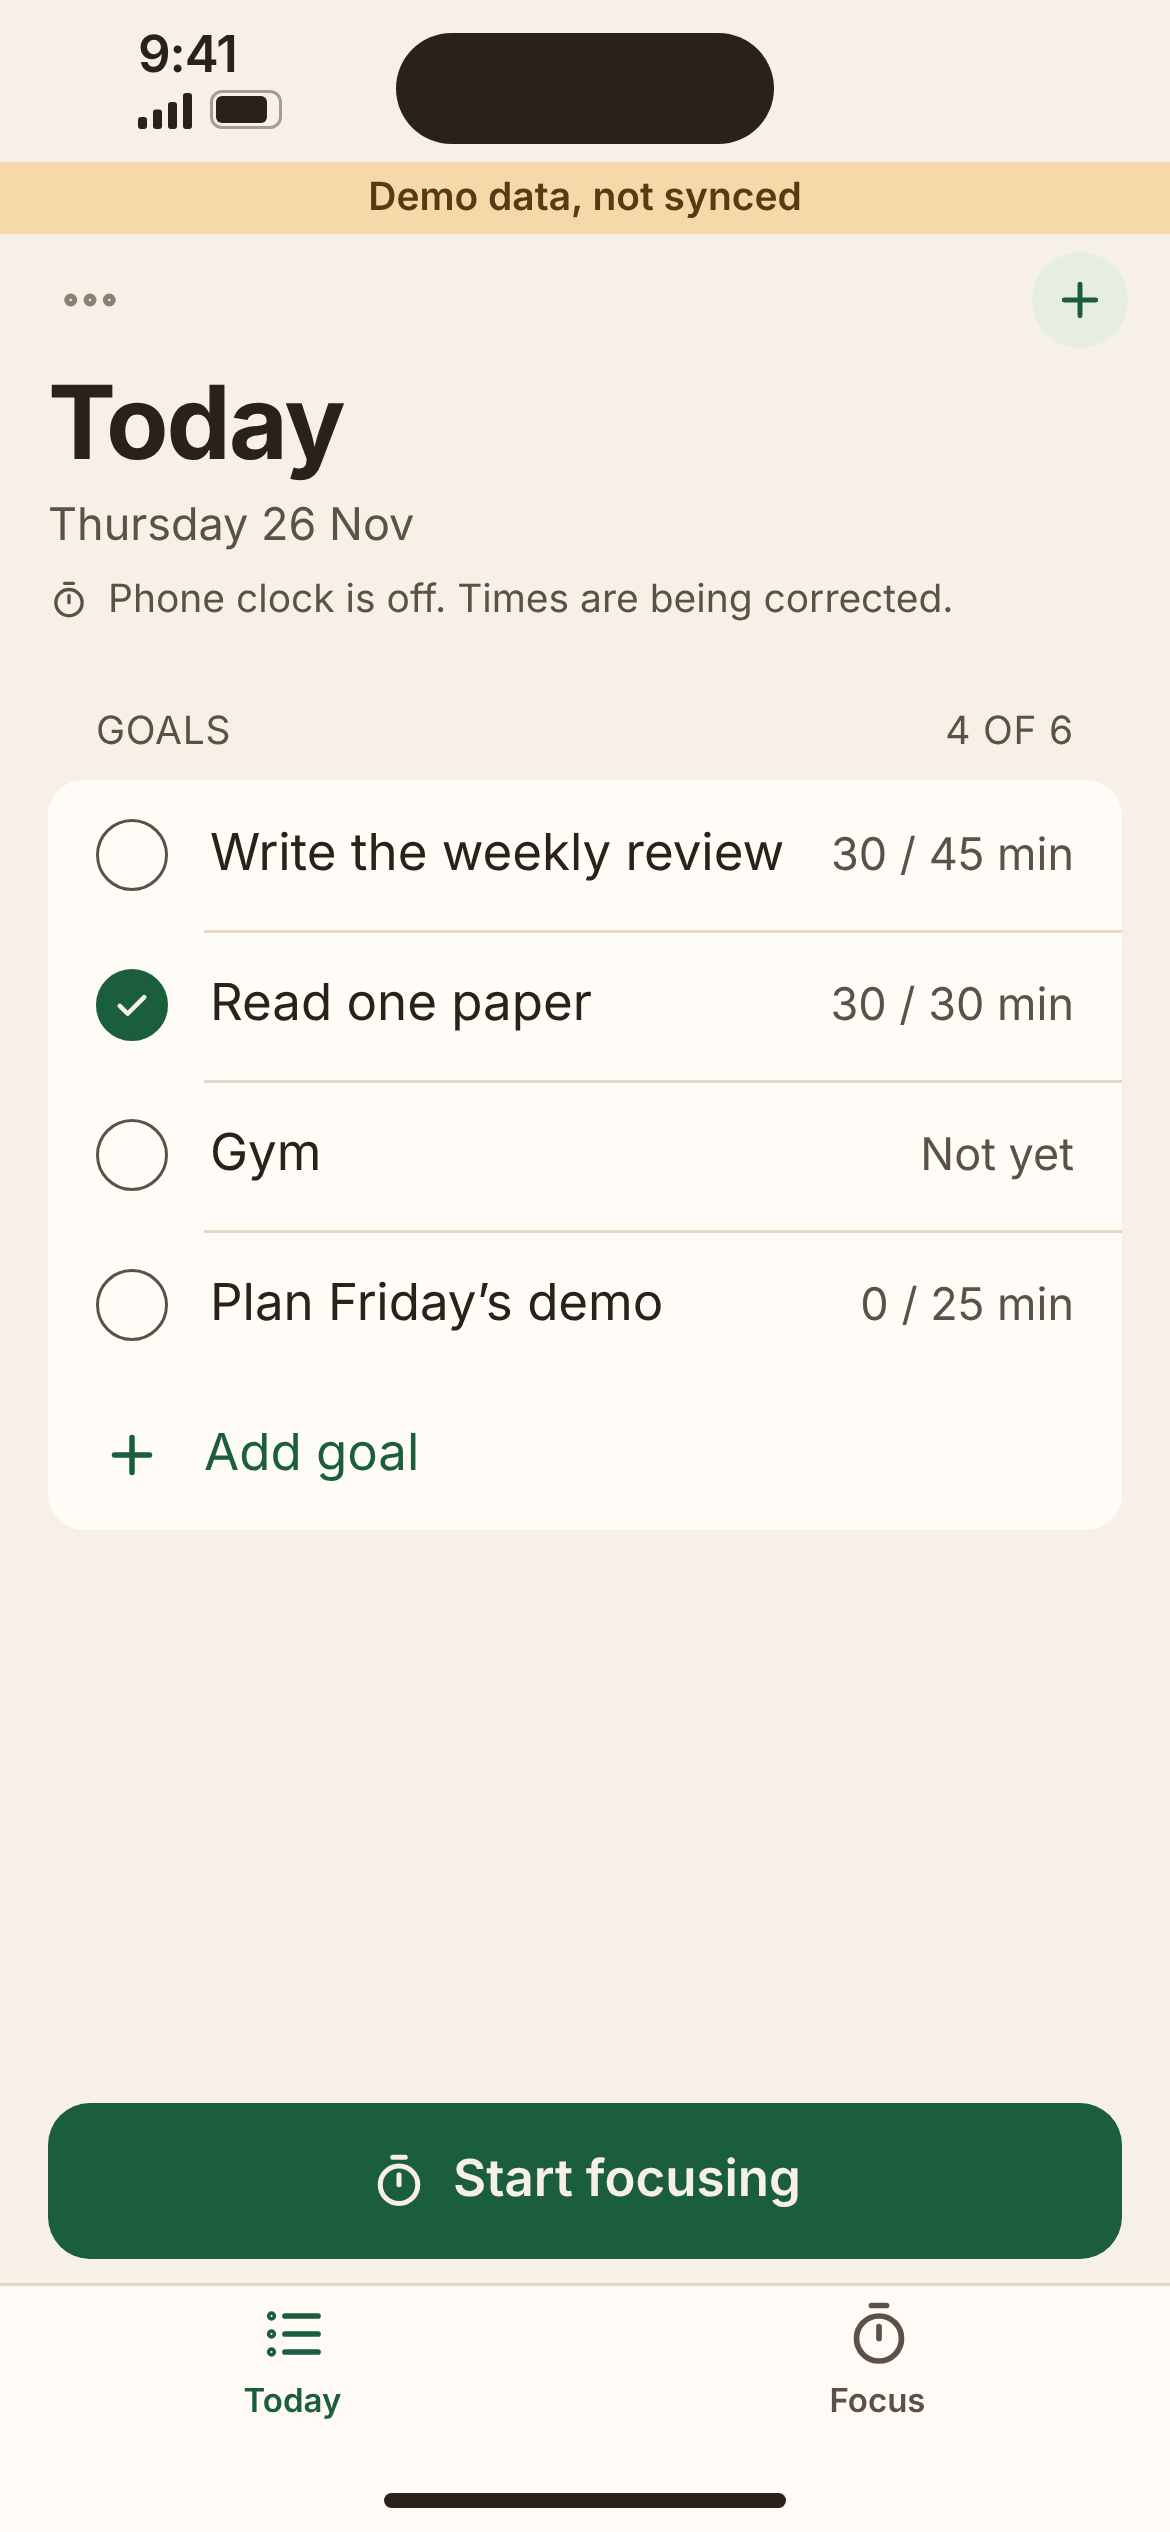 9:41
Demo data, not synced
Today
Thursday 26 Nov
Phone clock is off. Times are being corrected.
GOALS 4 OF 6
Write the weekly review 30 / 45 min
Read one paper 30 / 30 min
Gym Not yet
Plan Friday’s demo 0 / 25 min
Add goal
Start focusing
Today Focus